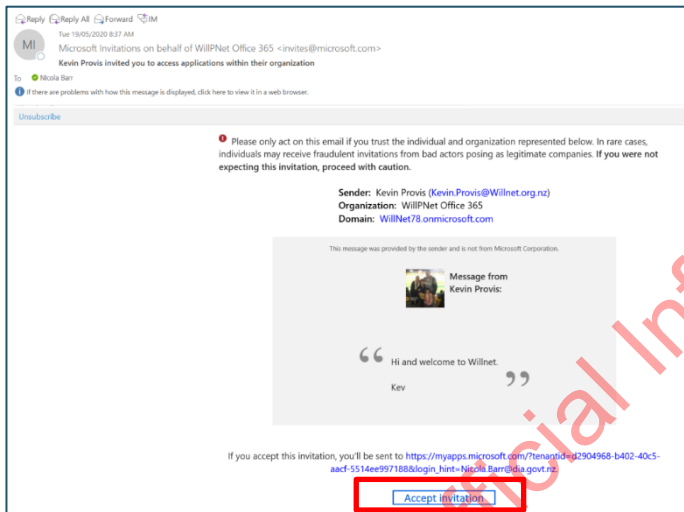 Reply Reply All Forward IM
Tue 19/05/2020 8:37 AM
MI
Microsoft Invitations on behalf of WillPNet Office 365 <invites@microsoft.com>
Kevin Provis invited you to access applications within their organization
To Nicola Barr
If there are problems with how this message is displayed, click here to view it in a web browser.
Unsubscribe
Please only act on this email if you trust the individual and organization represented below. In rare cases,
individuals may receive fraudulent invitations from bad actors posing as legitimate companies. If you were not
expecting this invitation, proceed with caution.
Sender: Kevin Provis (Kevin.Provis@Willnet.org.nz)
Organization: WillPNet Office 365
Domain: WillNet78.onmicrosoft.com
This message was provided by the sender and is not from Microsoft Corporation.
Message from
Kevin Provis:
“ Hi and welcome to Willnet.
Kev ”
If you accept this invitation, you'll be sent to https://myapps.microsoft.com/?tenantid=d2904968-b402-40c5-
aacf-5514ee997188&login_hint=Nicola.Barr@dia.govt.nz.
Accept invitation
ficial Inf